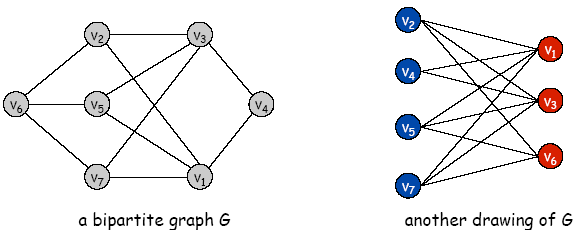 v2 v3
v6 v5 v4
v7 v1
a bipartite graph G
v2
v1
v4
v3
v5
v6
v7
another drawing of G